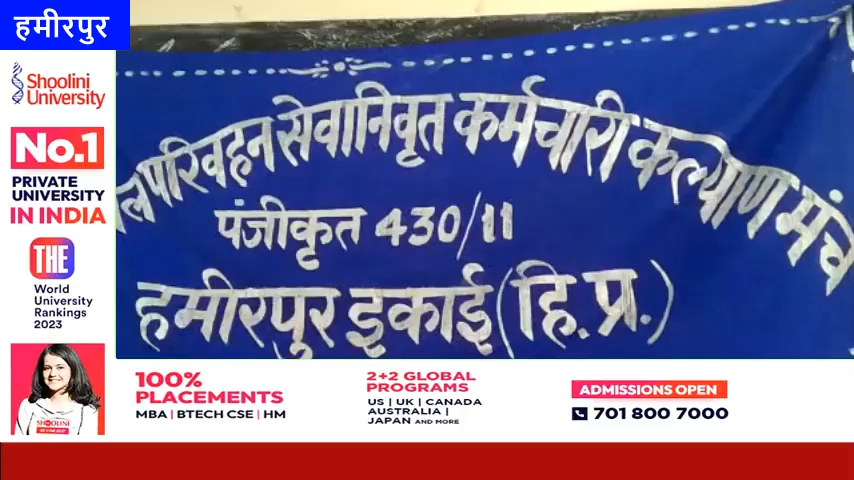 हमीरपुर
Shoolini
University
No.1
PRIVATE
UNIVERSITY
IN INDIA
THE
World
University
Rankings
2023
SHOOLINI
परिवहन सेवानिवृत कर्मचारी कल्याण मंच
पंजीकृत 430/11
हमीरपुर इकाई (हि.प्र.)
100%
PLACEMENTS
MBA | BTECH CSE | HM
2+2 GLOBAL
PROGRAMS
US | UK | CANADA
AUSTRALIA |
JAPAN AND MORE
ADMISSIONS OPEN
701 800 7000